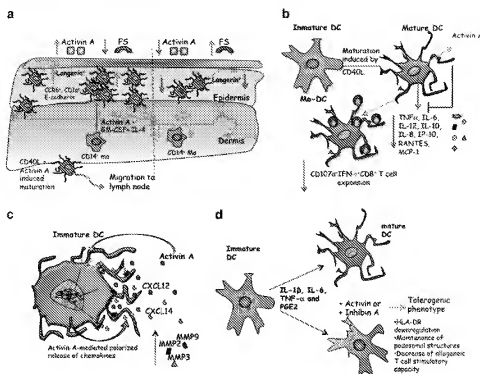 a
Activin A
FS
Activin A
FS
Langerin⁺
CCR6⁺, CD1a⁺
E-cadherin
Langerin⁺
Epidermis
Activin A
GM-CSF+ IL-4
Dermis
CD14⁺ mo
CD14⁺ Mo
CD40L
Activin A
induced
maturation
Migration to
lymph node
b
Immature DC
Mature DC
Activin A
Maturation
induced by
CD40L
Mo-DC
TNFα, IL-6,
IL-12, IL-10,
IL-8, IP-10,
RANTES,
MCP-1
CD8⁺ T cell
expansion
c
Immature DC
Activin A
CXCL12
CXCL14
MMP9
MMP2
MMP3
Activin A-mediated polarized
release of chemokines
d
Immature
DC
mature
DC
IL-1β, IL-6,
TNF-α and
PGE2
+ Activin or
Inhibin A
Tolerogenic
phenotype
•HLA-DR
downregulation
•Maintenance of
podosomal structures
•Decrease of allogeneic
T cell stimulatory
capacity